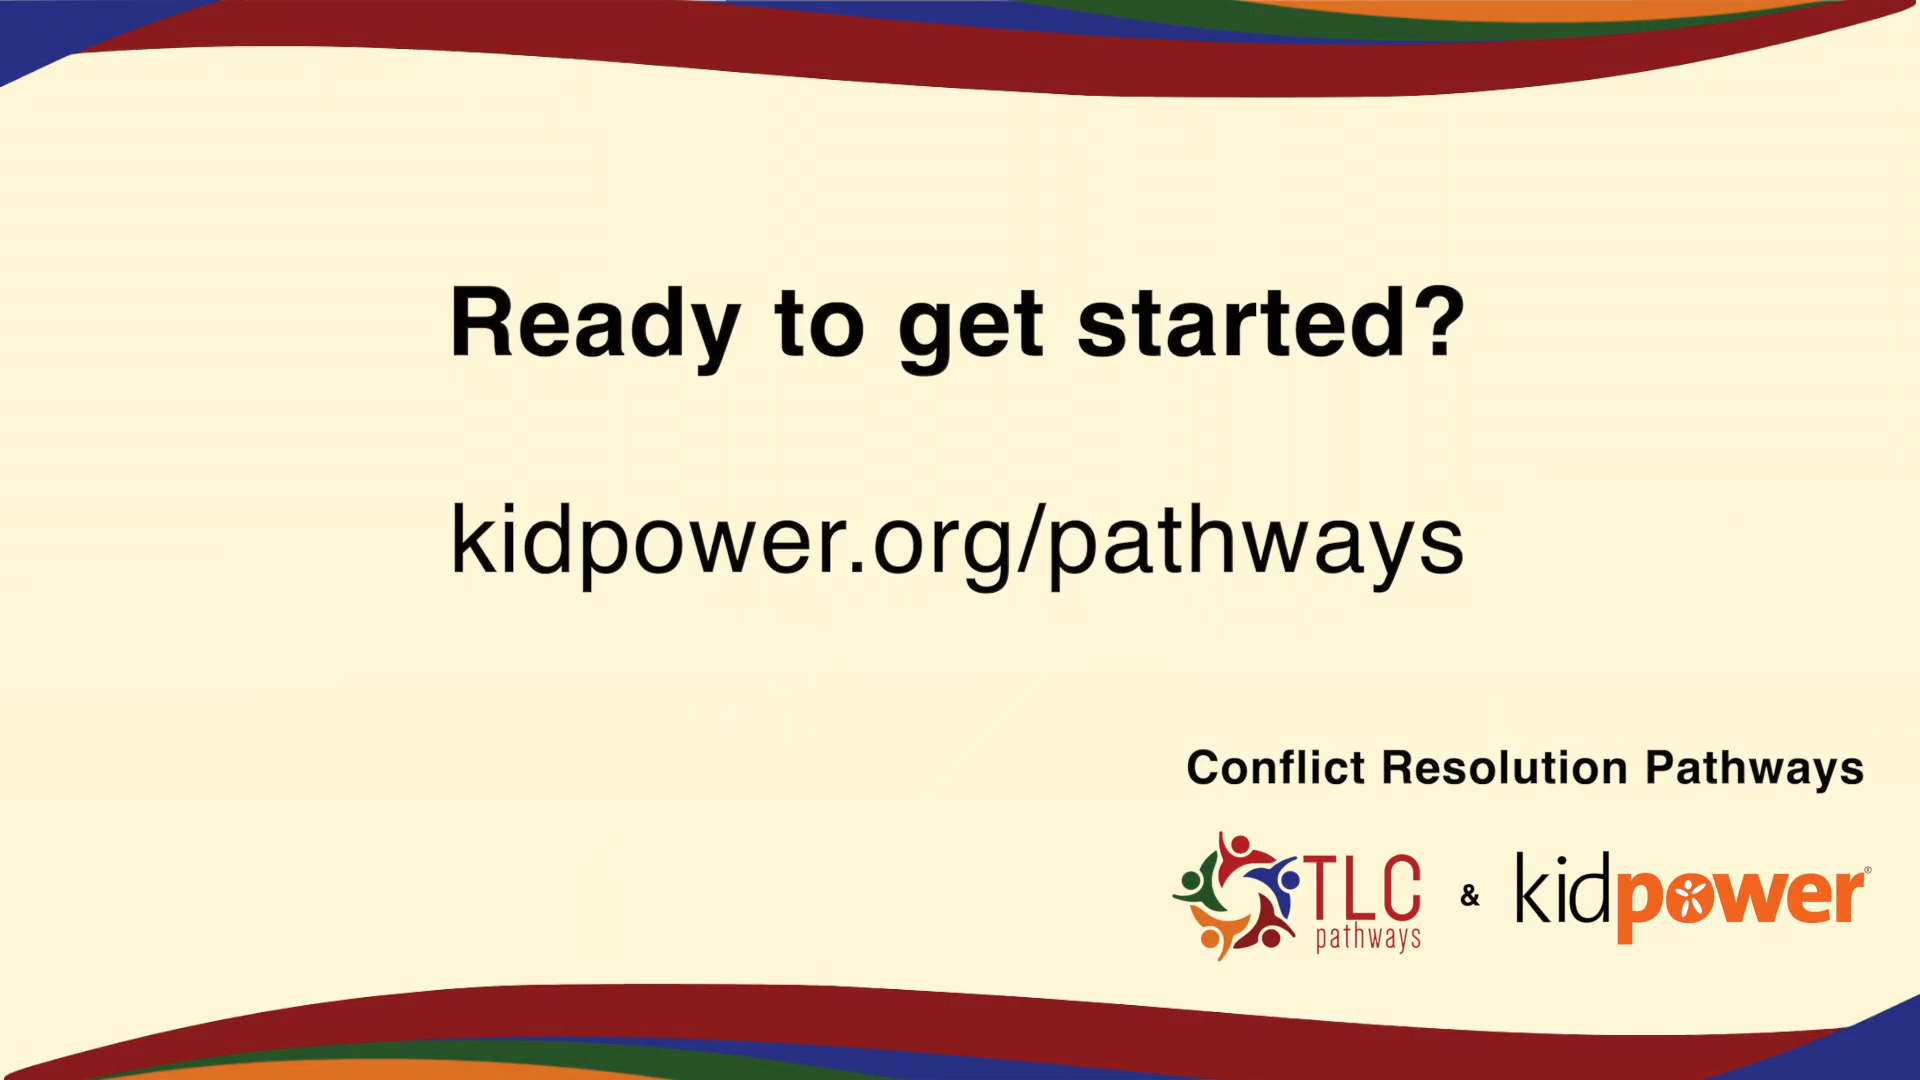 Ready to get started?
kidpower.org/pathways
Conflict Resolution Pathways
TLC
pathways
&
kidpower®